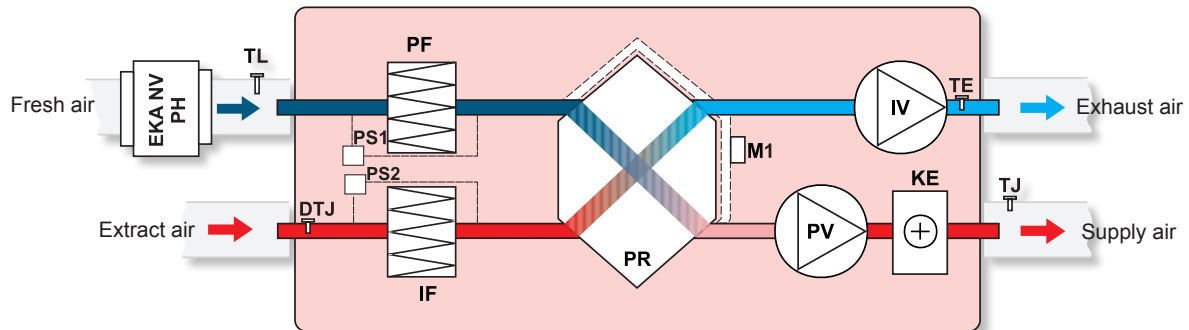 PF
TL
EKA NV
PH
Fresh air
IV
TE
Exhaust air
PS1
M1
PS2
KE
TJ
DTJ
Extract air
PV
Supply air
PR
IF